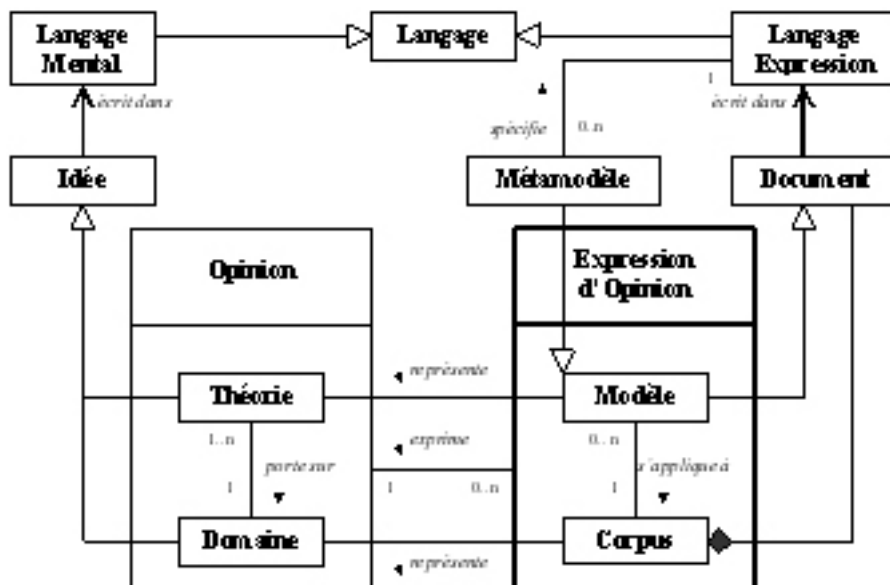 Langage
Mental
Langage
Langage
Expression
écrit dans
1
écrit dans
spécifie
0..n
Idée
Métamodèle
Document
Opinion
Expression
d'Opinion
représente
Théorie
Modèle
1..n
exprime
0..n
porte sur
s'applique à
1
1
0..n
1
Domaine
Corpus
représente